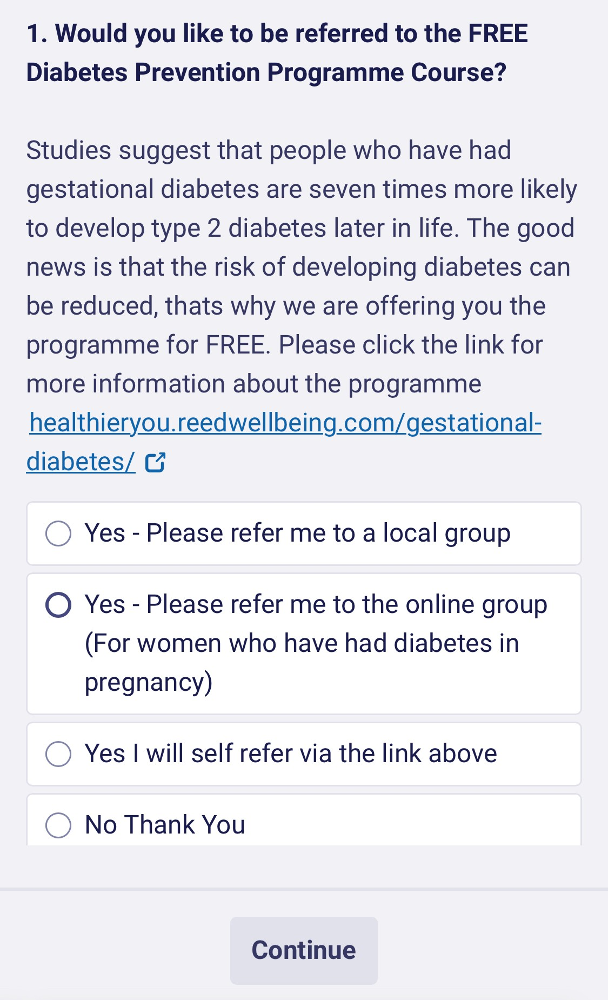 1. Would you like to be referred to the FREE
Diabetes Prevention Programme Course?
Studies suggest that people who have had
gestational diabetes are seven times more likely
to develop type 2 diabetes later in life. The good
news is that the risk of developing diabetes can
be reduced, thats why we are offering you the
programme for FREE. Please click the link for
more information about the programme
healthieryou.reedwellbeing.com/gestational-
diabetes/
Yes - Please refer me to a local group
Yes - Please refer me to the online group
(For women who have had diabetes in
pregnancy)
Yes I will self refer via the link above
No Thank You
Continue